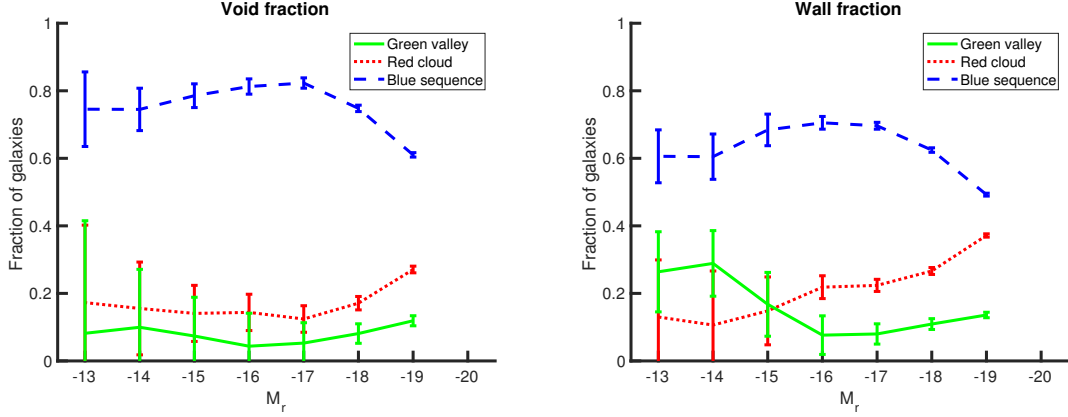 Void fraction
Fraction of galaxies
1
0.8
0.6
0.4
0.2
0
Green valley
Red cloud
Blue sequence
-13 -14 -15 -16 -17 -18 -19 -20
M_r
Wall fraction
Fraction of galaxies
1
0.8
0.6
0.4
0.2
0
Green valley
Red cloud
Blue sequence
-13 -14 -15 -16 -17 -18 -19 -20
M_r